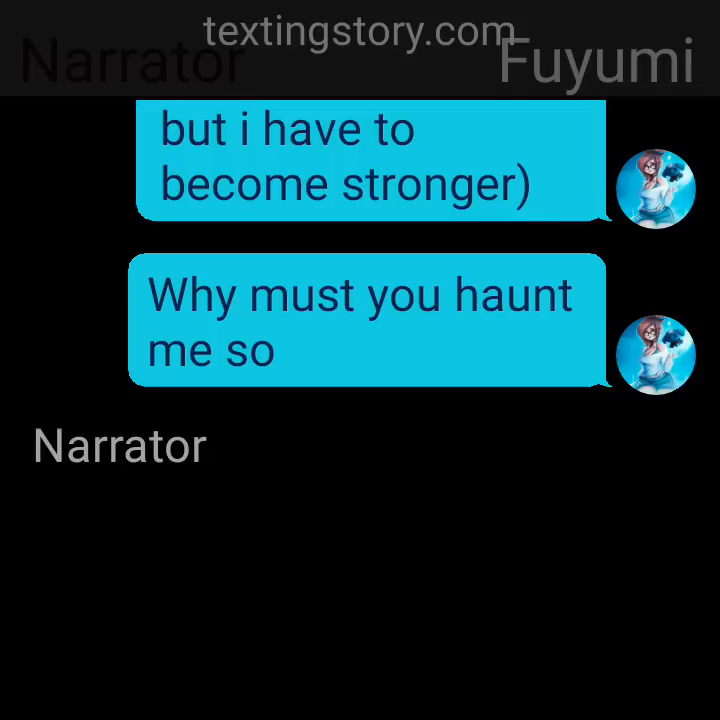 textingstory.com
Narrator Fuyumi
but i have to
become stronger)
Why must you haunt
me so
Narrator